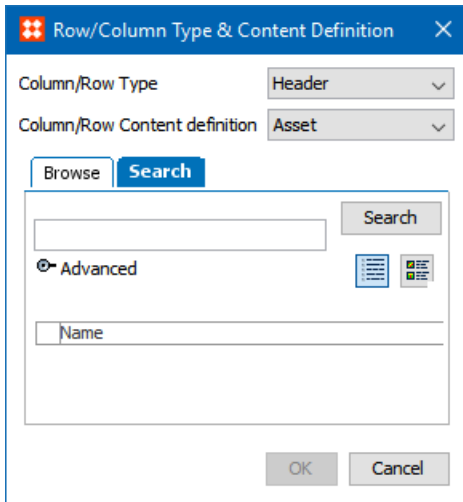 Row/Column Type & Content Definition
Column/Row Type Header
Column/Row Content definition Asset
Browse Search
Search
Advanced
Name
OK Cancel